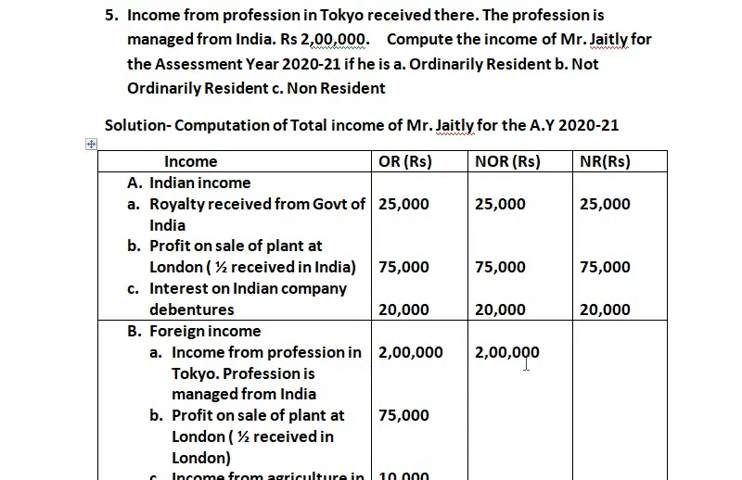 5. Income from profession in Tokyo received there. The profession is
managed from India. Rs 2,00,000. Compute the income of Mr. Jaitly for
the Assessment Year 2020-21 if he is a. Ordinarily Resident b. Not
Ordinarily Resident c. Non Resident
Solution- Computation of Total income of Mr. Jaitly for the A.Y 2020-21
Income OR (Rs) NOR (Rs) NR(Rs)
A. Indian income
a. Royalty received from Govt of 25,000 25,000 25,000
India
b. Profit on sale of plant at
London ( ½ received in India) 75,000 75,000 75,000
c. Interest on Indian company
debentures 20,000 20,000 20,000
B. Foreign income
a. Income from profession in 2,00,000 2,00,000
Tokyo. Profession is
managed from India
b. Profit on sale of plant at 75,000
London ( ½ received in
London)
c. Income from agriculture in 10,000